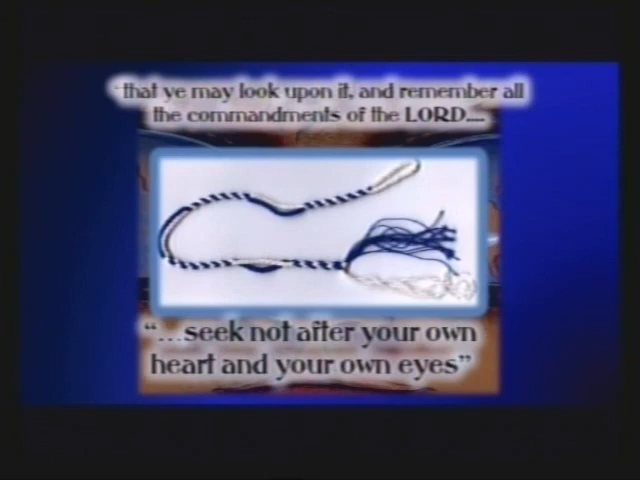 that ye may look upon it, and remember all
the commandments of the LORD....
“...seek not after your own
heart and your own eyes”